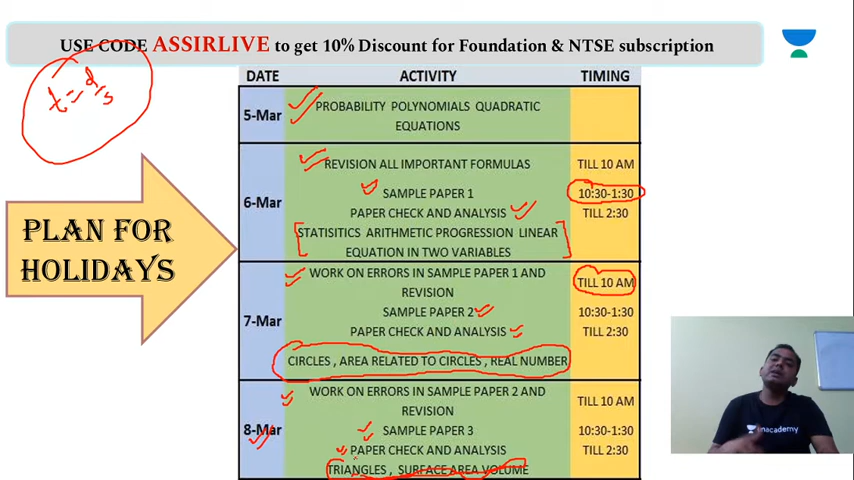 USE CODE ASSIRLIVE to get 10% Discount for Foundation & NTSE subscription
t=d/s
PLAN FOR
HOLIDAYS
DATE ACTIVITY TIMING
5-Mar PROBABILITY POLYNOMIALS QUADRATIC
EQUATIONS
6-Mar
REVISION ALL IMPORTANT FORMULAS TILL 10 AM
SAMPLE PAPER 1 10:30-1:30
PAPER CHECK AND ANALYSIS TILL 2:30
STATISITICS ARITHMETIC PROGRESSION LINEAR
EQUATION IN TWO VARIABLES
7-Mar
WORK ON ERRORS IN SAMPLE PAPER 1 AND
REVISION TILL 10 AM
SAMPLE PAPER 2 10:30-1:30
PAPER CHECK AND ANALYSIS TILL 2:30
CIRCLES , AREA RELATED TO CIRCLES , REAL NUMBER
8-Mar
WORK ON ERRORS IN SAMPLE PAPER 2 AND
REVISION TILL 10 AM
SAMPLE PAPER 3 10:30-1:30
PAPER CHECK AND ANALYSIS TILL 2:30
TRIANGLES , SURFACE AREA VOLUME
unacademy